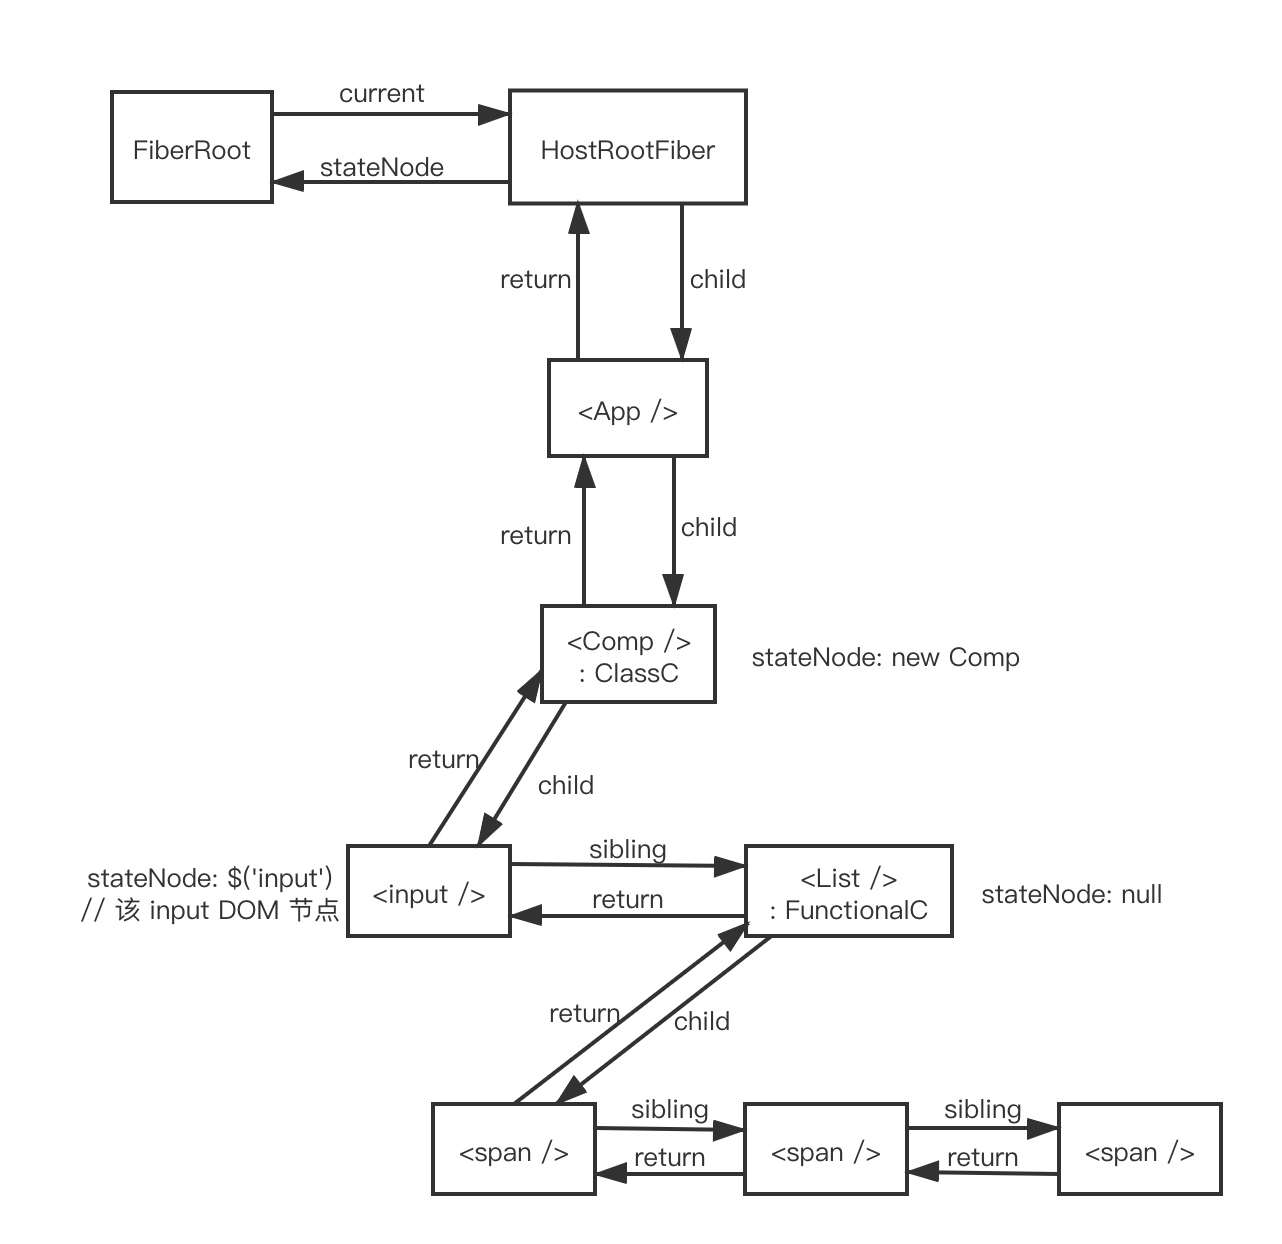 current
FiberRoot
HostRootFiber
stateNode
return
child
<App />
return
child
<Comp />
: ClassC
stateNode: new Comp
return
child
stateNode: $('input')
// 该 input DOM 节点
<input />
sibling
return
<List />
: FunctionalC
stateNode: null
return
child
<span />
sibling
return
<span />
sibling
return
<span />